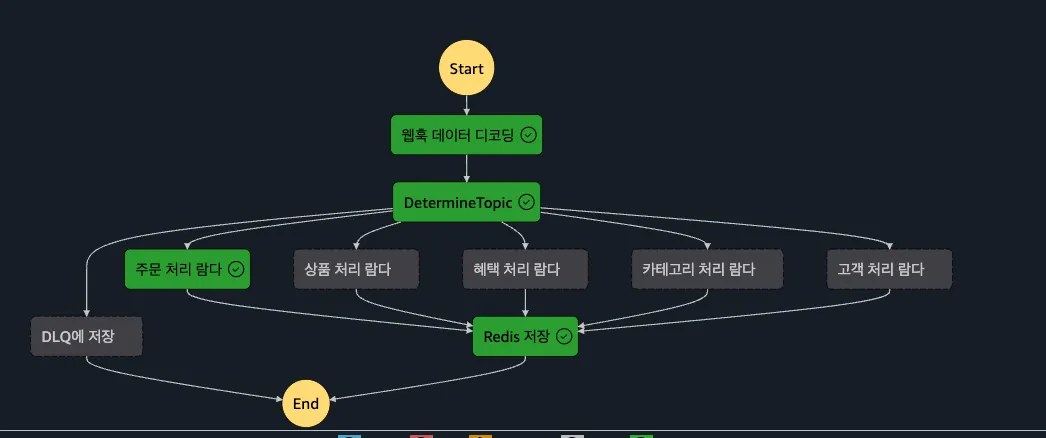 Start
웹훅 데이터 디코딩
DetermineTopic
주문 처리 람다
상품 처리 람다
혜택 처리 람다
카테고리 처리 람다
고객 처리 람다
DLQ에 저장
Redis 저장
End